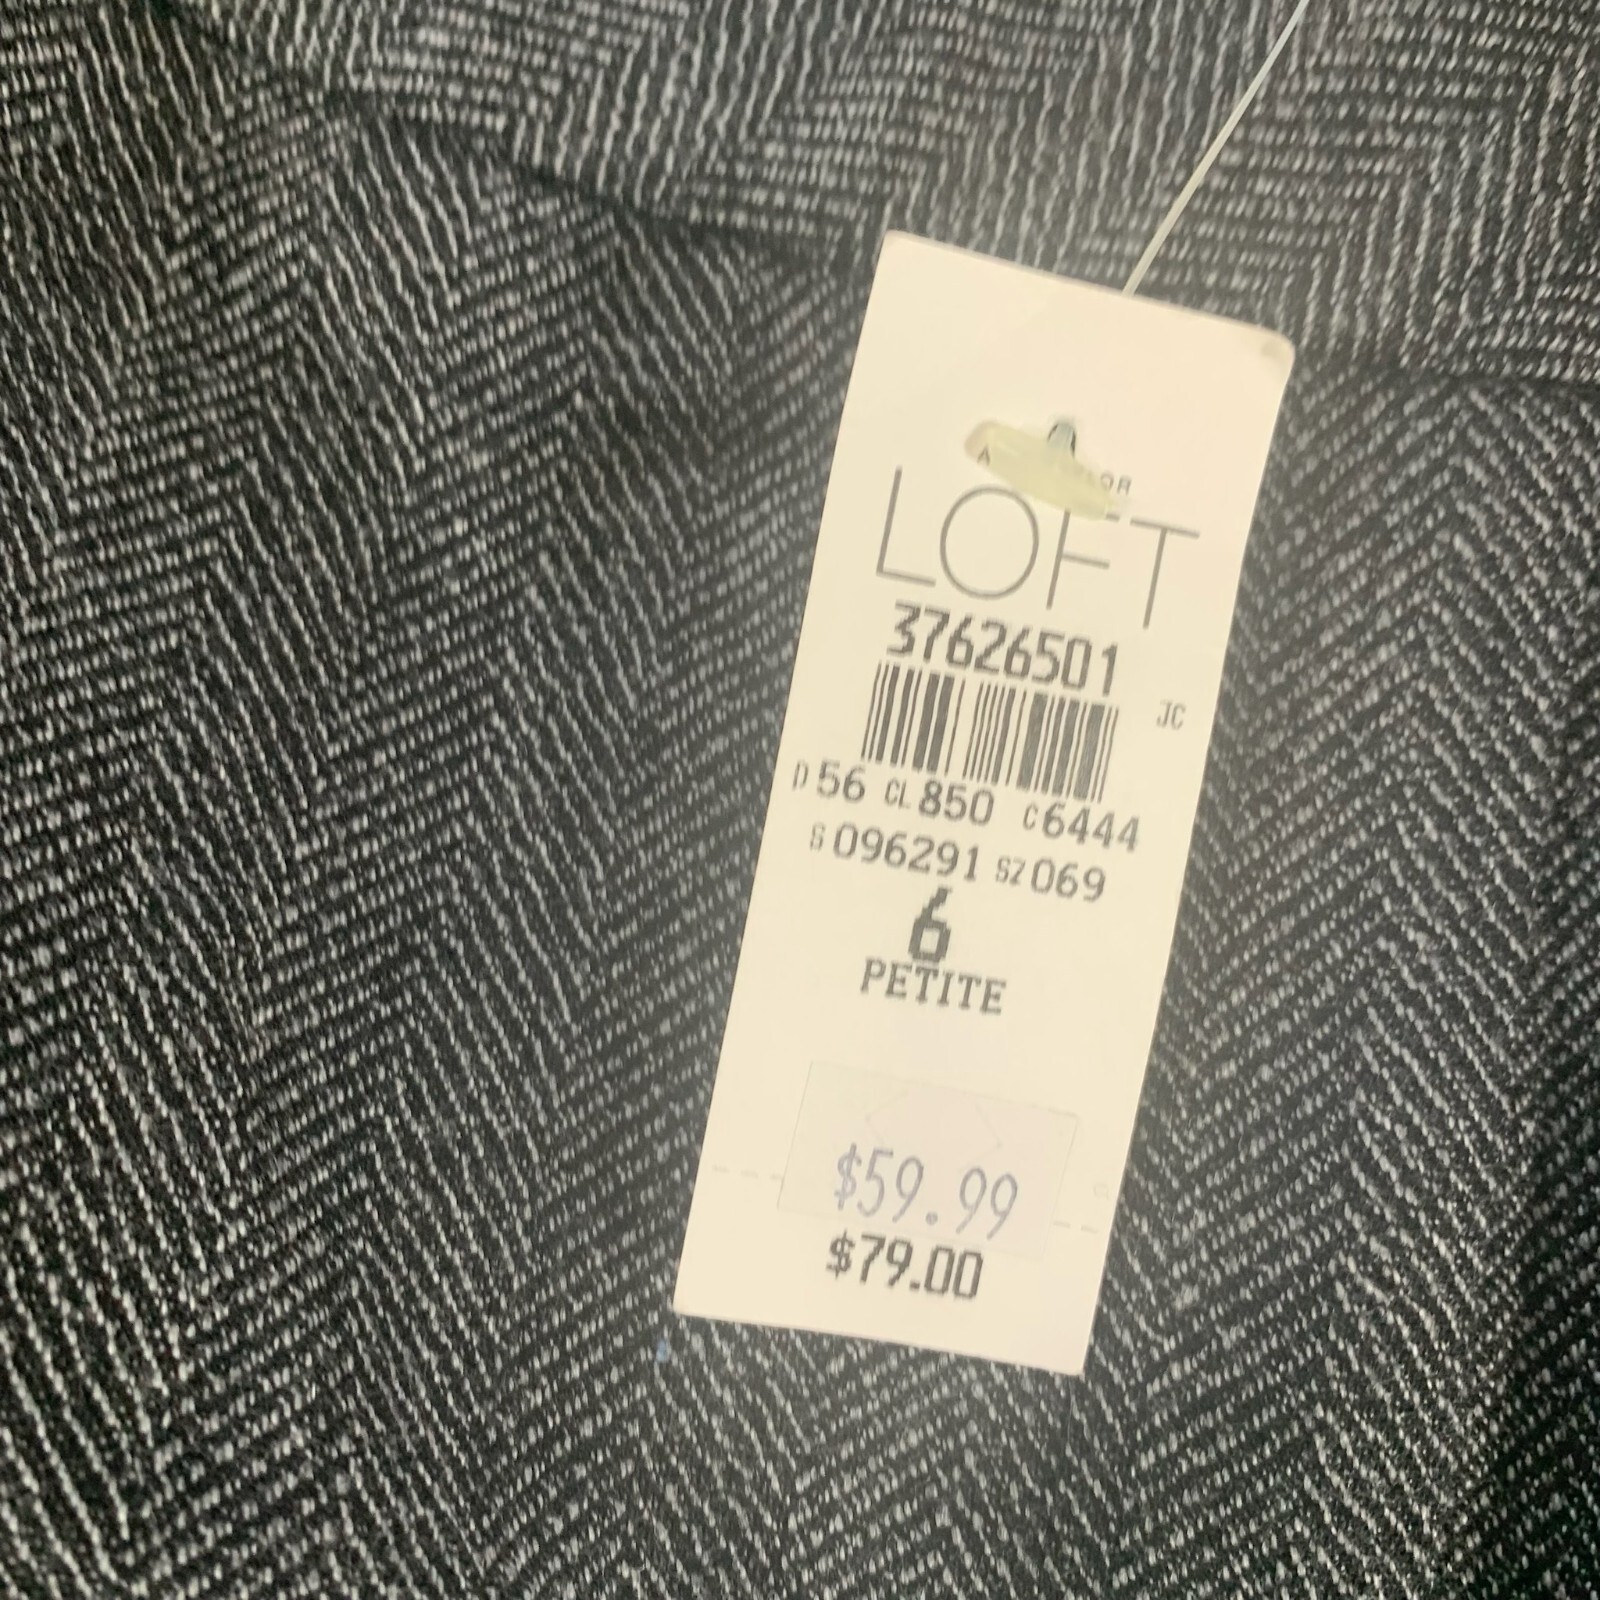 LOFT
37626501
JC
D 56 CL 850 C 6444
S 096291 SZ 069
6
PETITE
$59.99
$79.00